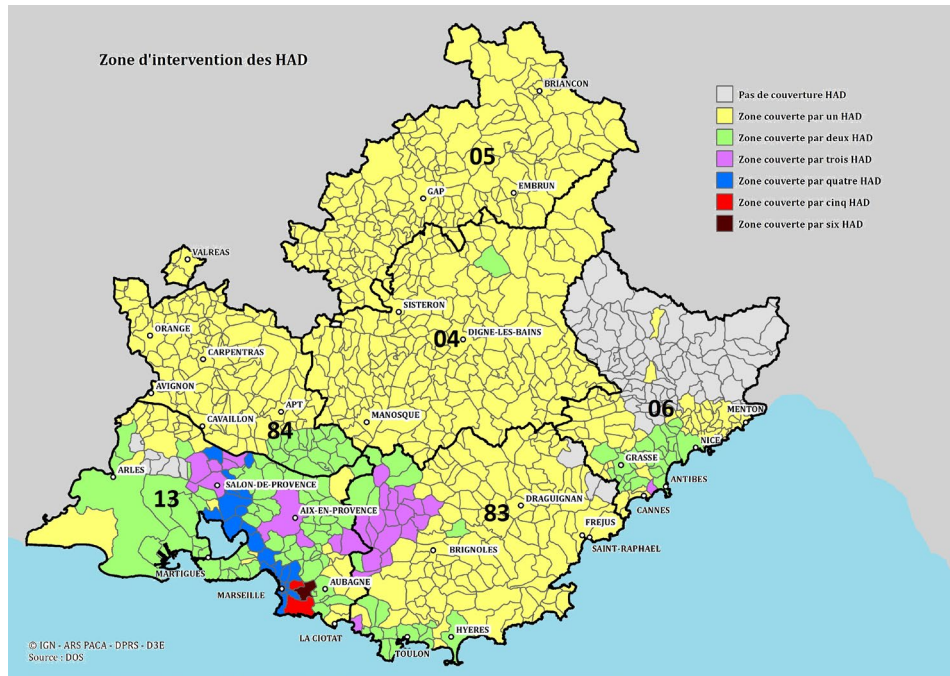 Zone d'intervention des HAD
BRIANCON
Pas de couverture HAD
Zone couverte par un HAD
Zone couverte par deux HAD
Zone couverte par trois HAD
Zone couverte par quatre HAD
Zone couverte par cinq HAD
Zone couverte par six HAD
05
EMBRUN
GAP
VALREAS
SISTERON
ORANGE
04
DIGNE-LES-BAINS
CARPENTRAS
AVIGNON
APT
MANOSQUE
06
MENTON
CAVAILLON
84
NICE
GRASSE
ARLES
ANTIBES
SALON-DE-PROVENCE
13
DRAGUIGNAN
CANNES
AIX-EN-PROVENCE
83
FREJUS
BRIGNOLES
SAINT-RAPHAEL
MARTIGUES
AUBAGNE
MARSEILLE
HYERES
LA CIOTAT
TOULON
© IGN - ARS PACA - DPRS - D3E
Source : DOS